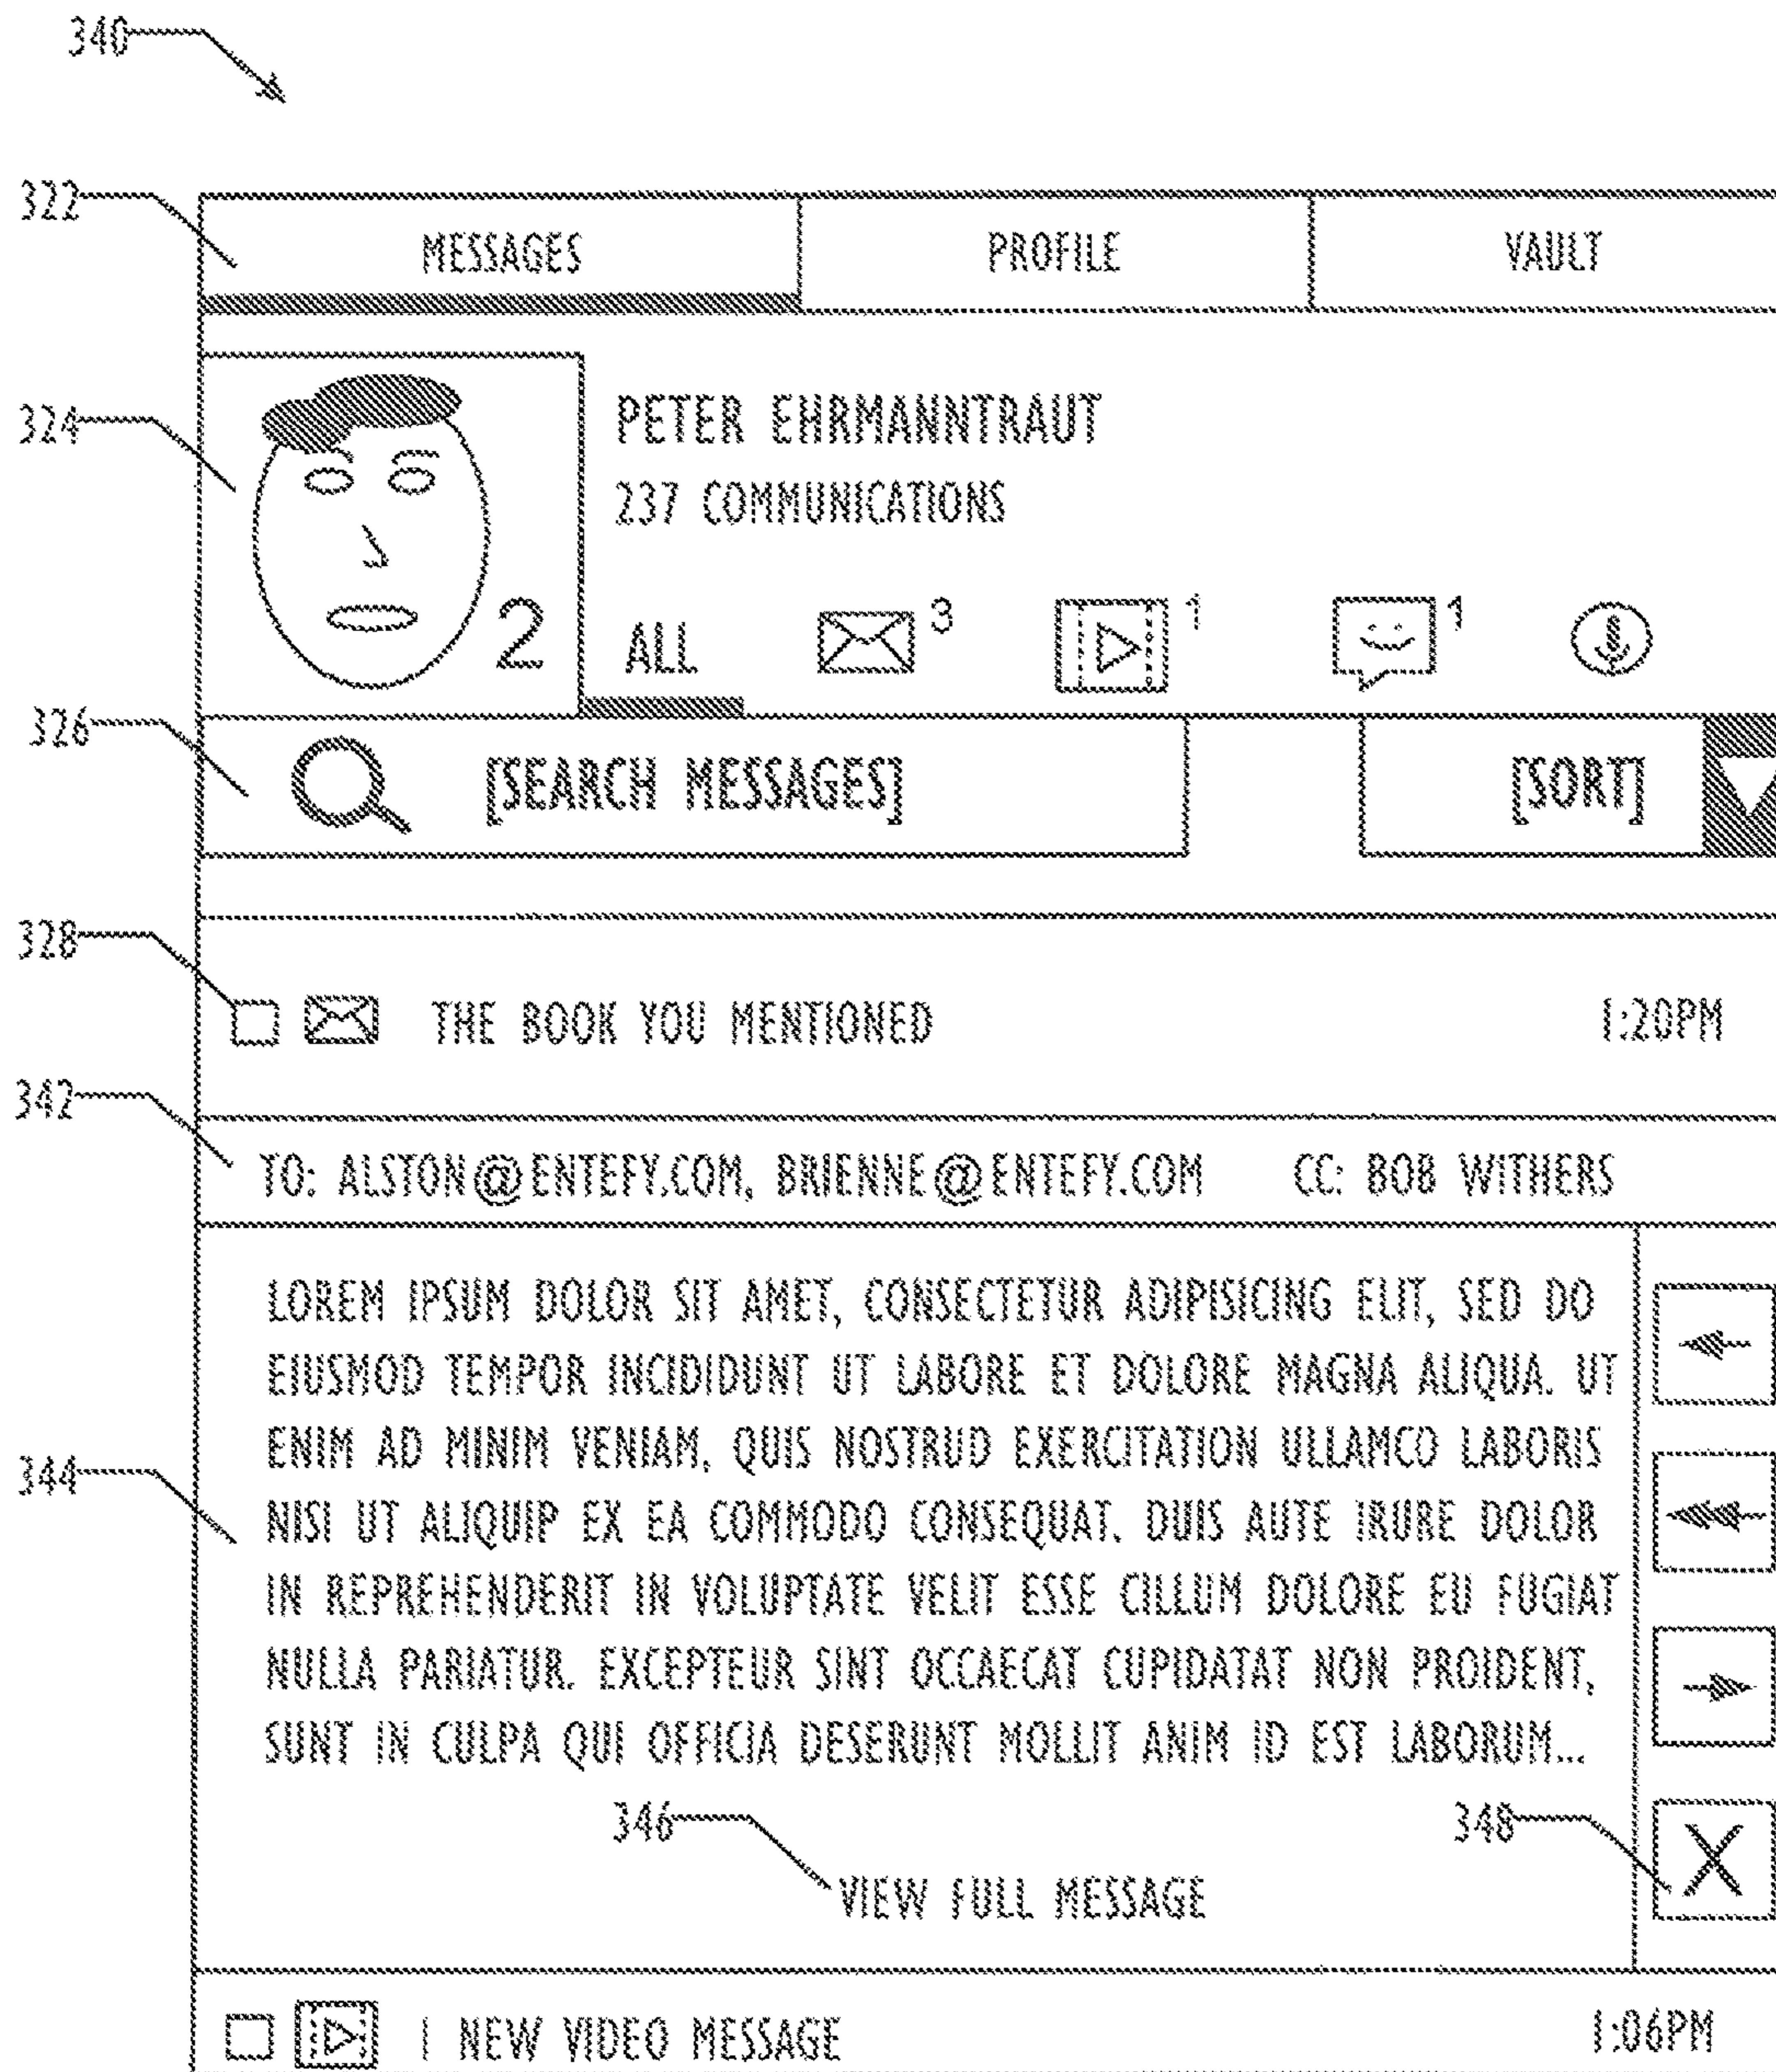 340
322
MESSAGES PROFILE VAULT
324
PETER EHRMANNTRAUT
237 COMMUNICATIONS
2 ALL 3 1 1
326
[SEARCH MESSAGES] [SORT]
328
THE BOOK YOU MENTIONED 1:20PM
342
TO: ALSTON@ENTEFY.COM, BRIENNE@ENTEFY.COM CC: BOB WITHERS
LOREM IPSUM DOLOR SIT AMET, CONSECTETUR ADIPISICING ELIT, SED DO
EIUSMOD TEMPOR INCIDIDUNT UT LABORE ET DOLORE MAGNA ALIQUA. UT
ENIM AD MINIM VENIAM, QUIS NOSTRUD EXERCITATION ULLAMCO LABORIS
344
NISI UT ALIQUIP EX EA COMMODO CONSEQUAT. DUIS AUTE IRURE DOLOR
IN REPREHENDERIT IN VOLUPTATE VELIT ESSE CILLUM DOLORE EU FUGIAT
NULLA PARIATUR. EXCEPTEUR SINT OCCAECAT CUPIDATAT NON PROIDENT,
SUNT IN CULPA QUI OFFICIA DESERUNT MOLLIT ANIM ID EST LABORUM...
346 348
VIEW FULL MESSAGE X
1 NEW VIDEO MESSAGE 1:06PM